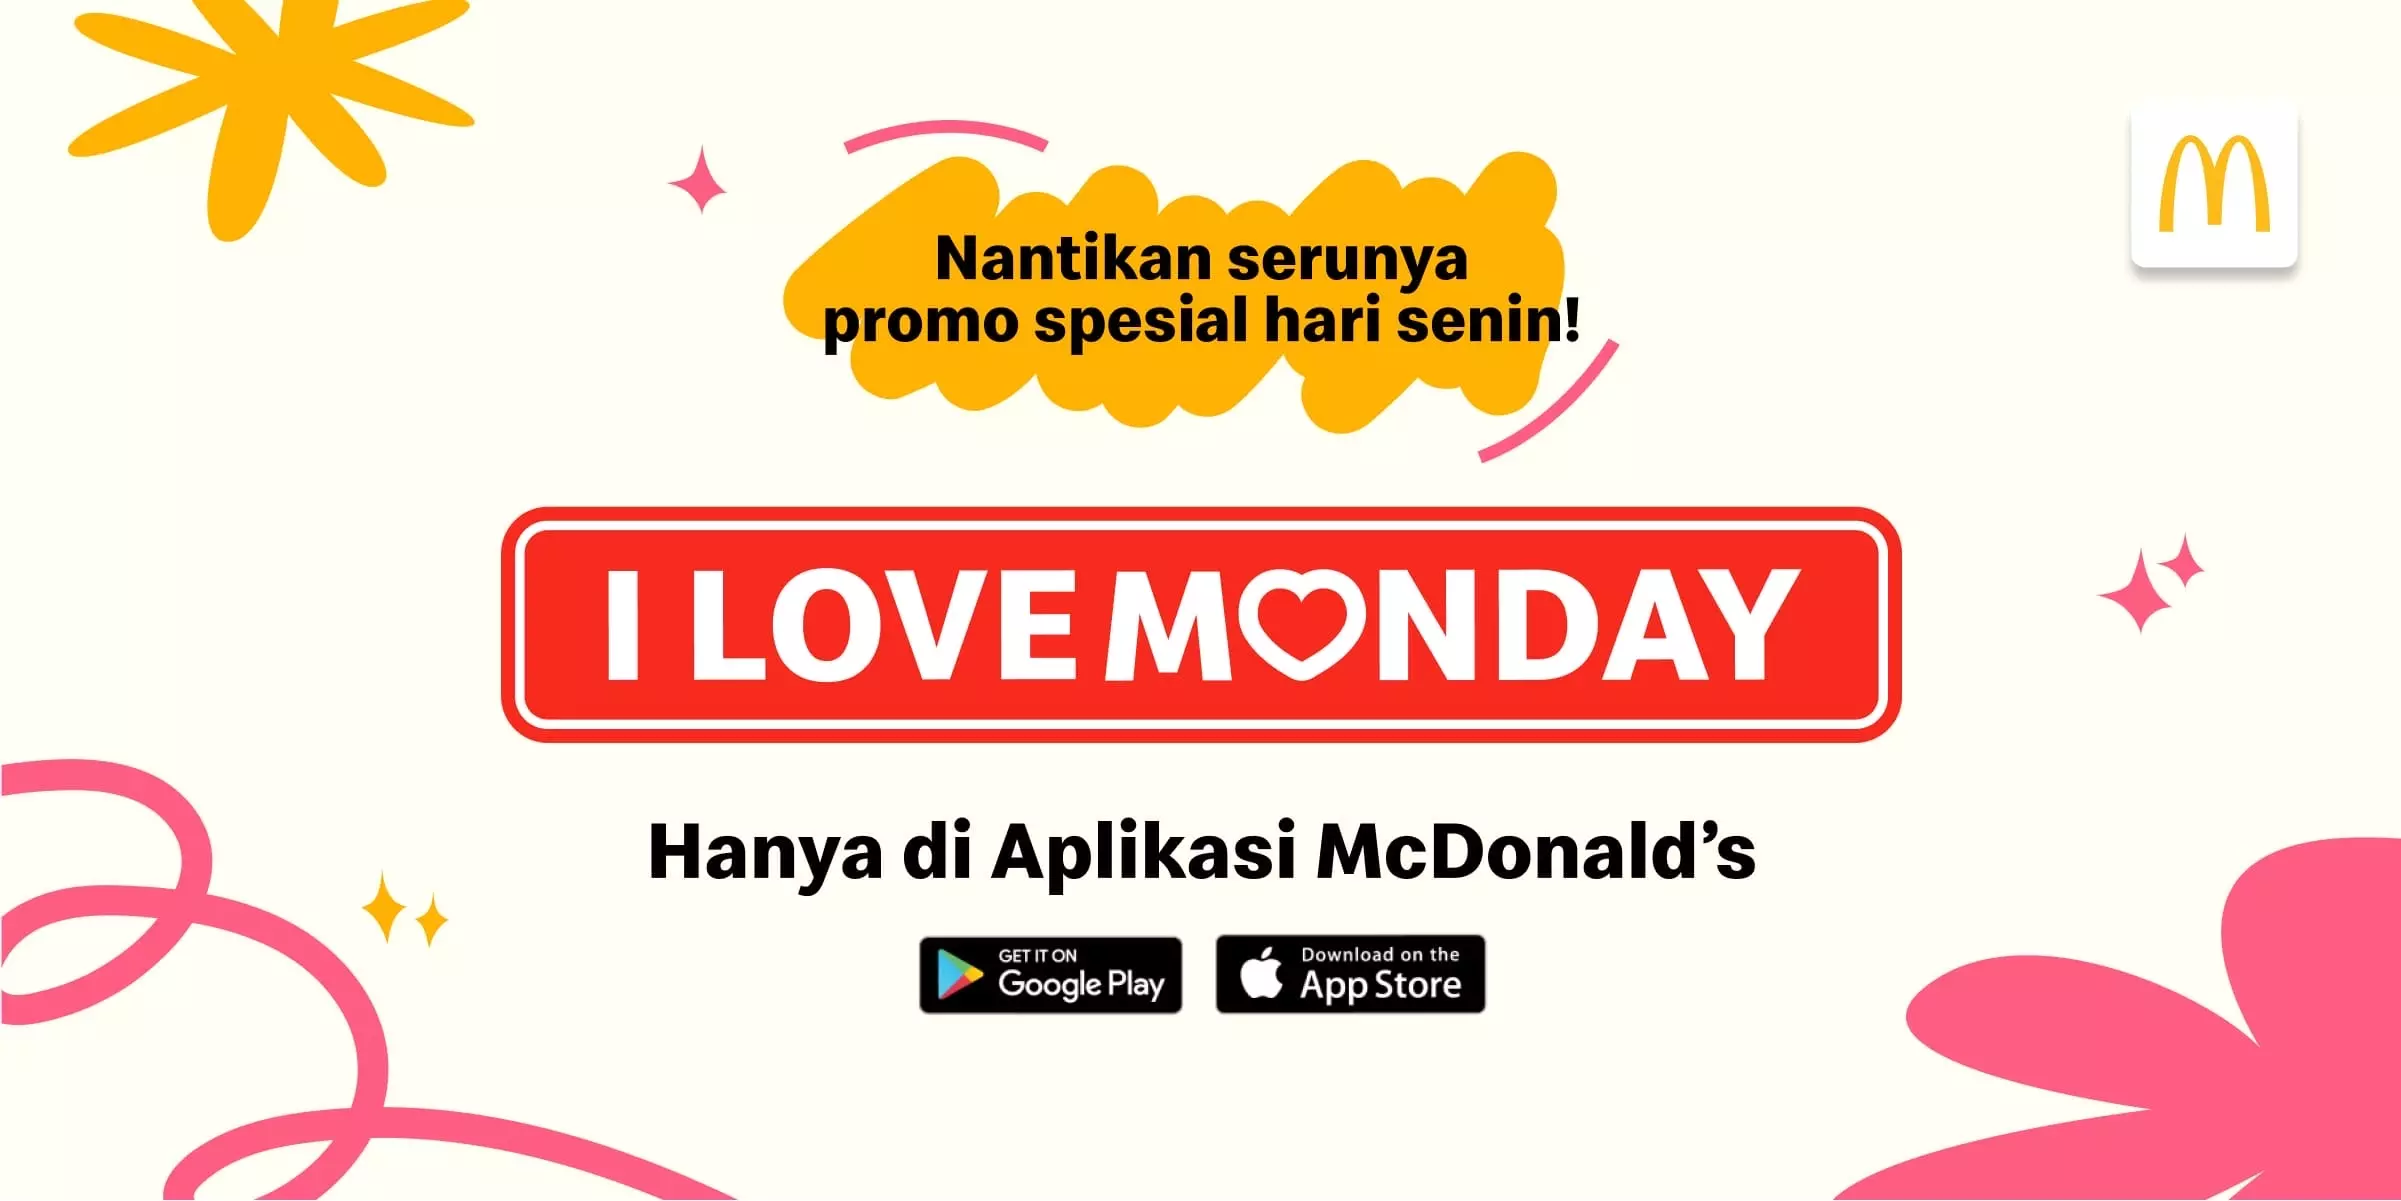 Nantikan serunya
promo spesial hari senin!
I LOVE MONDAY
Hanya di Aplikasi McDonald's
GET IT ON
Google Play
Download on the
App Store